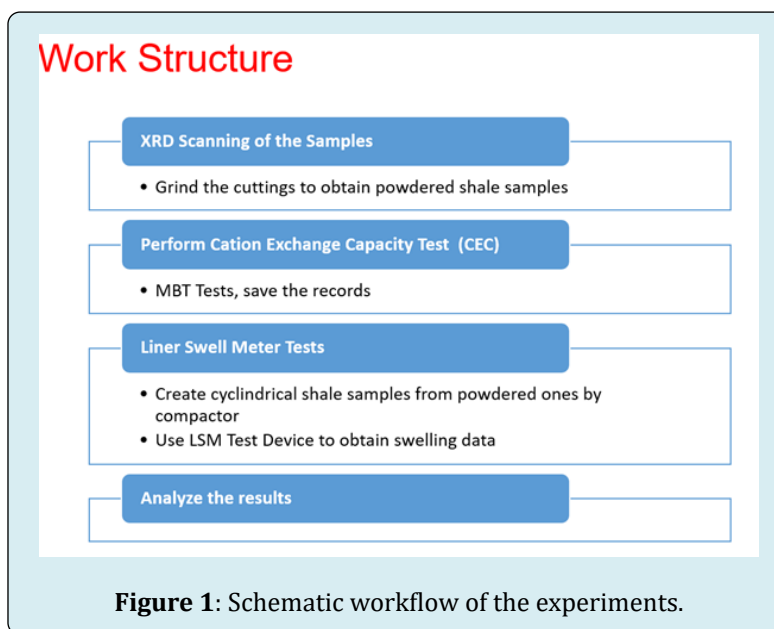 Work Structure
XRD Scanning of the Samples
• Grind the cuttings to obtain powdered shale samples
Perform Cation Exchange Capacity Test (CEC)
• MBT Tests, save the records
Liner Swell Meter Tests
• Create cyclindrical shale samples from powdered ones by
compactor
• Use LSM Test Device to obtain swelling data
Analyze the results
Figure 1: Schematic workflow of the experiments.